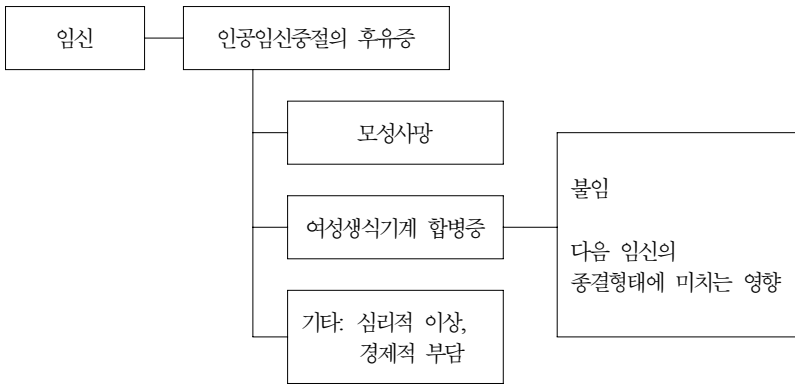 임신
인공임신중절의 후유증
모성사망
여성생식기계 합병증
기타: 심리적 이상,
경제적 부담
불임
다음 임신의
종결형태에 미치는 영향